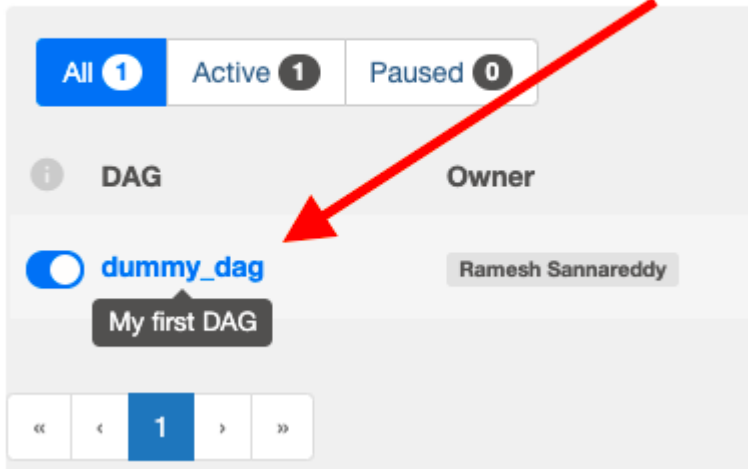 All 1 Active 1 Paused 0
i DAG Owner
dummy_dag Ramesh Sannareddy
My first DAG
« ‹ 1 › »